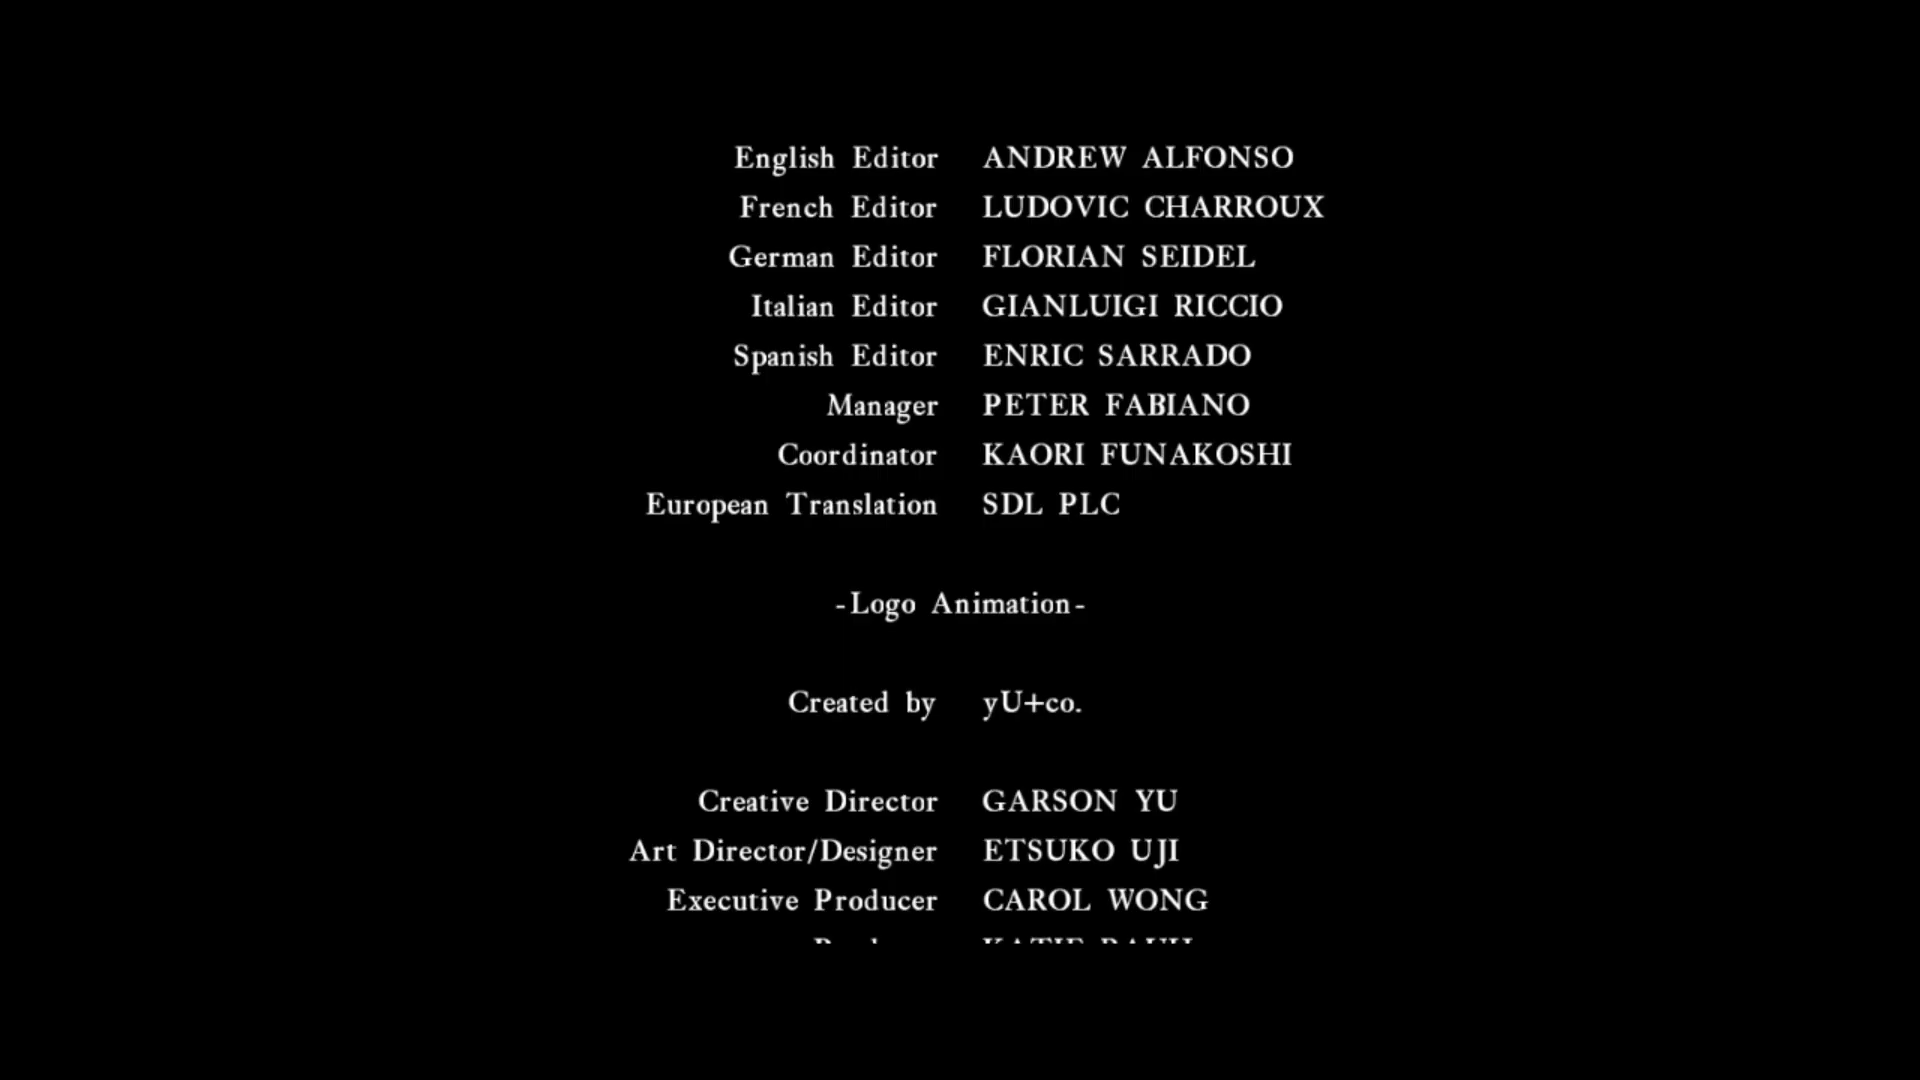 English Editor ANDREW ALFONSO
French Editor LUDOVIC CHARROUX
German Editor FLORIAN SEIDEL
Italian Editor GIANLUIGI RICCIO
Spanish Editor ENRIC SARRADO
Manager PETER FABIANO
Coordinator KAORI FUNAKOSHI
European Translation SDL PLC
-Logo Animation-
Created by yU+co.
Creative Director GARSON YU
Art Director/Designer ETSUKO UJI
Executive Producer CAROL WONG